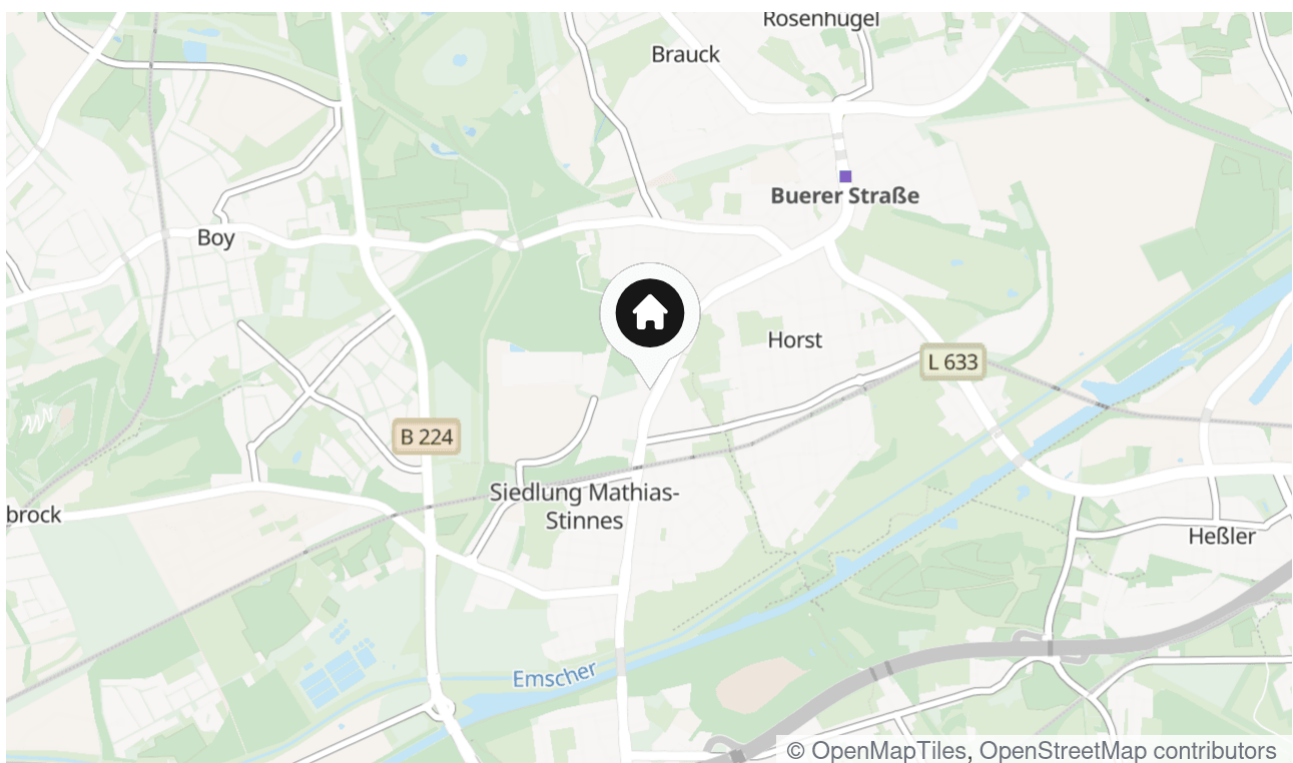 Rosenhügel
Brauck
Buerer Straße
Boy
Horst
L 633
B 224
Siedlung Mathias-
Stinnes
brock
Heßler
Emscher
© OpenMapTiles, OpenStreetMap contributors